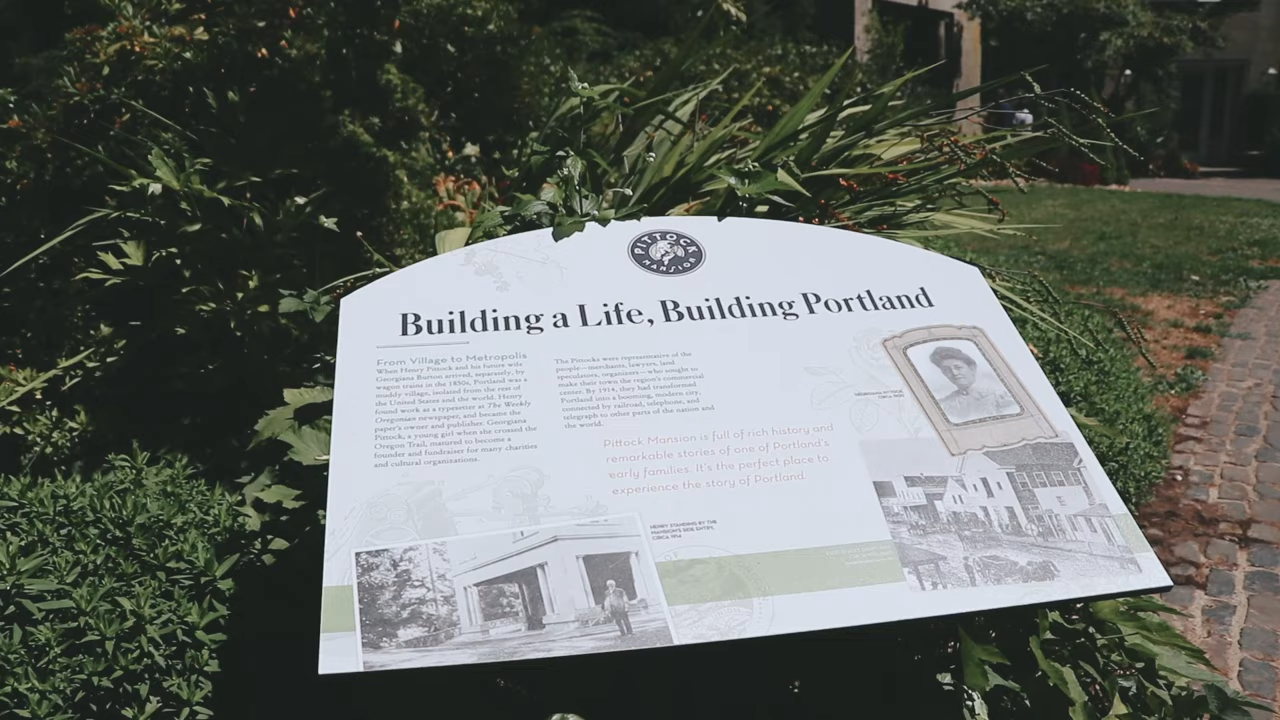 PITTOCK
MANSION
Building a Life, Building Portland
From Village to Metropolis
When Henry Pittock and his future wife
Georgiana Burton arrived, separately, by
wagon trains in the 1850s, Portland was a
muddy village, isolated from the rest of
the United States and the world. Henry
found work as a typesetter at The Weekly
Oregonian newspaper, and became the
paper's owner and publisher. Georgiana
Pittock, a young girl when she crossed the
Oregon Trail, matured to become a
founder and fundraiser for many charities
and cultural organizations.
The Pittocks were representative of the
people—merchants, lawyers, land
speculators, organizers—who sought to
make their town the region's commercial
center. By 1914, they had transformed
Portland into a booming, modern city,
connected by railroad, telephone, and
telegraph to other parts of the nation and
the world.
Pittock Mansion is full of rich history and
remarkable stories of one of Portland's
early families. It's the perfect place to
experience the story of Portland.
HENRY STANDING BY THE
MANSION'S SIDE ENTRY,
CIRCA 1914